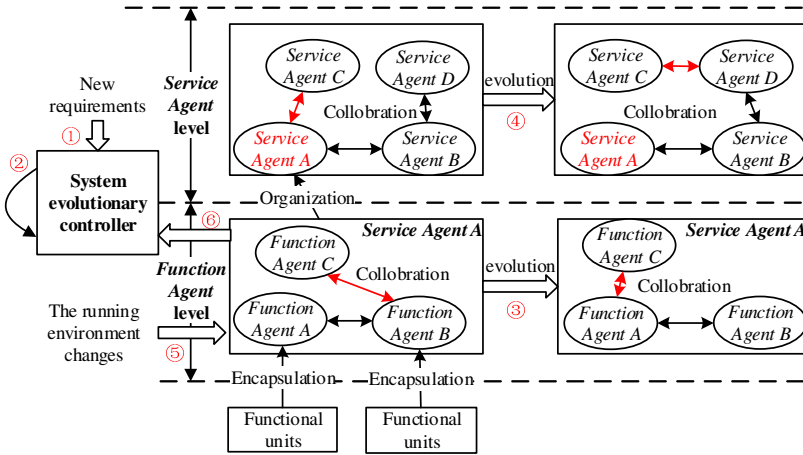 New
requirements
①
②
System
evolutionary
controller
Service
Agent
level
Service
Agent C
Service
Agent D
Collobration
Service
Agent A
Service
Agent B
evolution
④
Service
Agent C
Service
Agent D
Collobration
Service
Agent A
Service
Agent B
Organization
⑥
Function
Agent
level
The running
environment
changes
⑤
Service Agent A
Function
Agent C
Collobration
Function
Agent A
Function
Agent B
evolution
③
Service Agent A
Function
Agent C
Collobration
Function
Agent A
Function
Agent B
Encapsulation
Encapsulation
Functional
units
Functional
units